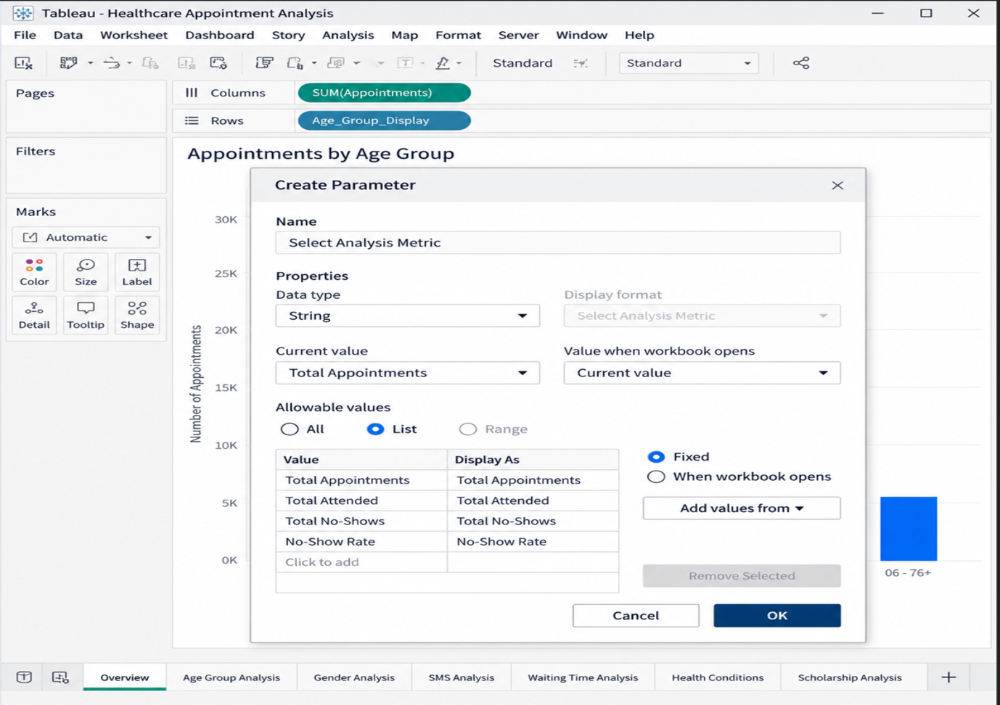 Tableau - Healthcare Appointment Analysis
File Data Worksheet Dashboard Story Analysis Map Format Server Window Help
Standard Standard
Pages
Columns SUM(Appointments)
Rows Age_Group_Display
Filters
Appointments by Age Group
Marks
Automatic
Color Size Label
Detail Tooltip Shape
Number of Appointments
30K
25K
20K
15K
10K
5K
0K
06 - 76+
Create Parameter
Name
Select Analysis Metric
Properties
Data type Display format
String Select Analysis Metric
Current value Value when workbook opens
Total Appointments Current value
Allowable values
All List Range
Value Display As
Total Appointments Total Appointments
Total Attended Total Attended
Total No-Shows Total No-Shows
No-Show Rate No-Show Rate
Click to add
Fixed
When workbook opens
Add values from
Remove Selected
Cancel OK
Overview Age Group Analysis Gender Analysis SMS Analysis Waiting Time Analysis Health Conditions Scholarship Analysis